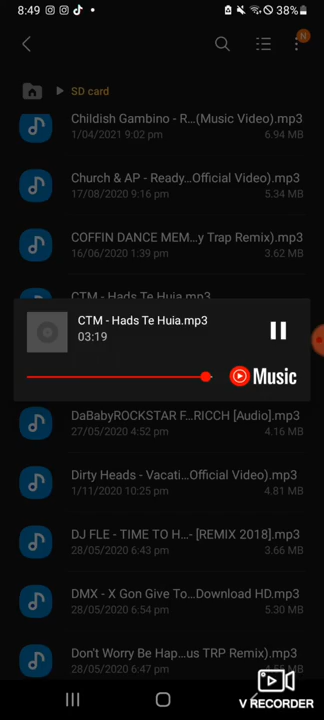 8:49
38%
N
SD card
Childish Gambino - R...(Music Video).mp3
1/04/2021 9:02 pm
6.94 MB
Church & AP - Ready...Official Video).mp3
17/08/2020 9:16 pm
5.34 MB
COFFIN DANCE MEM...y Trap Remix).mp3
16/06/2020 1:39 pm
3.62 MB
CTM - Hads Te Huia.mp3
CTM - Hads Te Huia.mp3
03:19
Music
DaBabyROCKSTAR F...RICCH [Audio].mp3
27/05/2020 4:52 pm
4.16 MB
Dirty Heads - Vacati...Official Video).mp3
1/11/2020 10:25 pm
4.81 MB
DJ FLE - TIME TO H...- [REMIX 2018].mp3
28/05/2020 6:43 pm
3.66 MB
DMX - X Gon Give To...Download HD.mp3
28/05/2020 6:54 pm
5.30 MB
Don't Worry Be Hap...us TRP Remix).mp3
28/05/2020 6:47 pm
V RECORDER